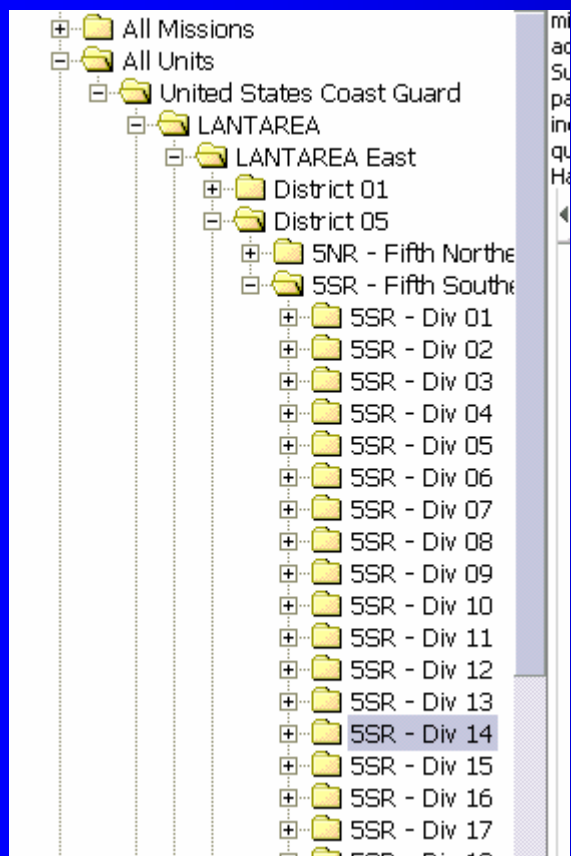 All Missions
All Units
United States Coast Guard
LANTAREA
LANTAREA East
District 01
District 05
5NR - Fifth Northe
5SR - Fifth Southe
5SR - Div 01
5SR - Div 02
5SR - Div 03
5SR - Div 04
5SR - Div 05
5SR - Div 06
5SR - Div 07
5SR - Div 08
5SR - Div 09
5SR - Div 10
5SR - Div 11
5SR - Div 12
5SR - Div 13
5SR - Div 14
5SR - Div 15
5SR - Div 16
5SR - Div 17